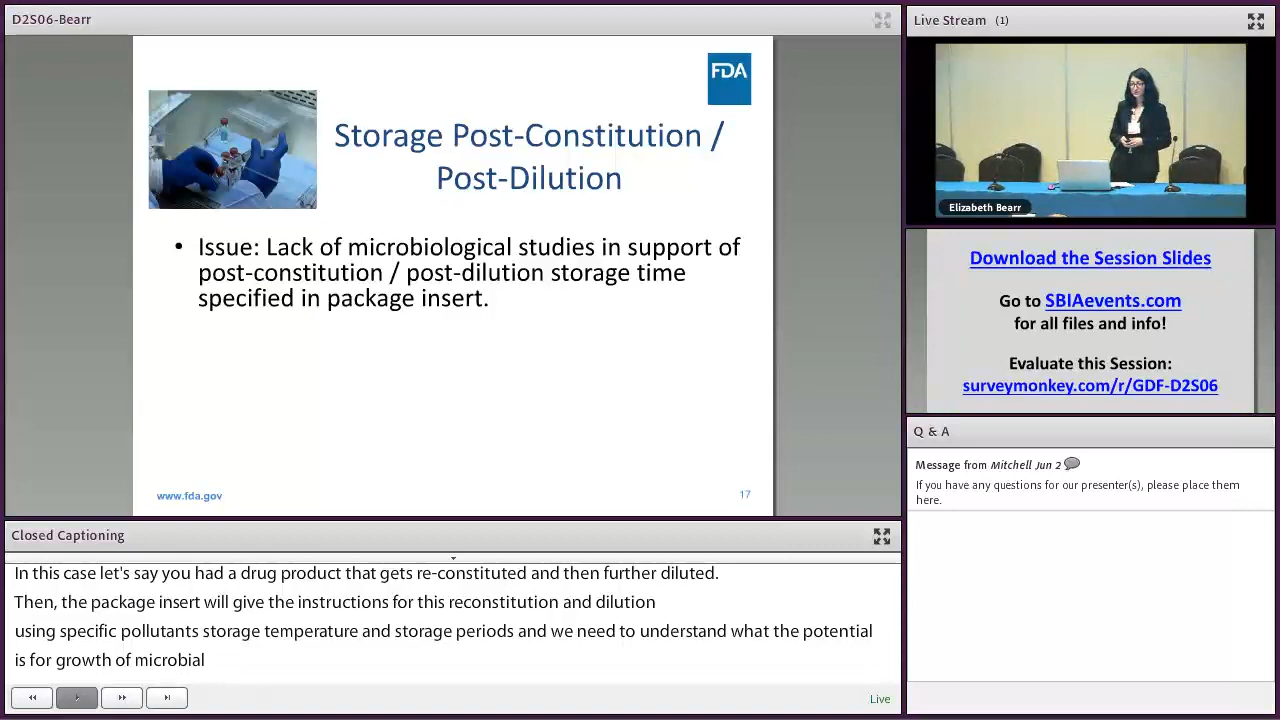 D2S06-Bearr
FDA
Storage Post-Constitution /
Post-Dilution
• Issue: Lack of microbiological studies in support of
post-constitution / post-dilution storage time
specified in package insert.
www.fda.gov
17
Closed Captioning
In this case let's say you had a drug product that gets re-constituted and then further diluted.
Then, the package insert will give the instructions for this reconstitution and dilution
using specific pollutants storage temperature and storage periods and we need to understand what the potential
is for growth of microbial
Live
Live Stream (1)
Elizabeth Bearr
Download the Session Slides
Go to SBIAevents.com
for all files and info!
Evaluate this Session:
surveymonkey.com/r/GDF-D2S06
Q & A
Message from Mitchell Jun 2
If you have any questions for our presenter(s), please place them
here.